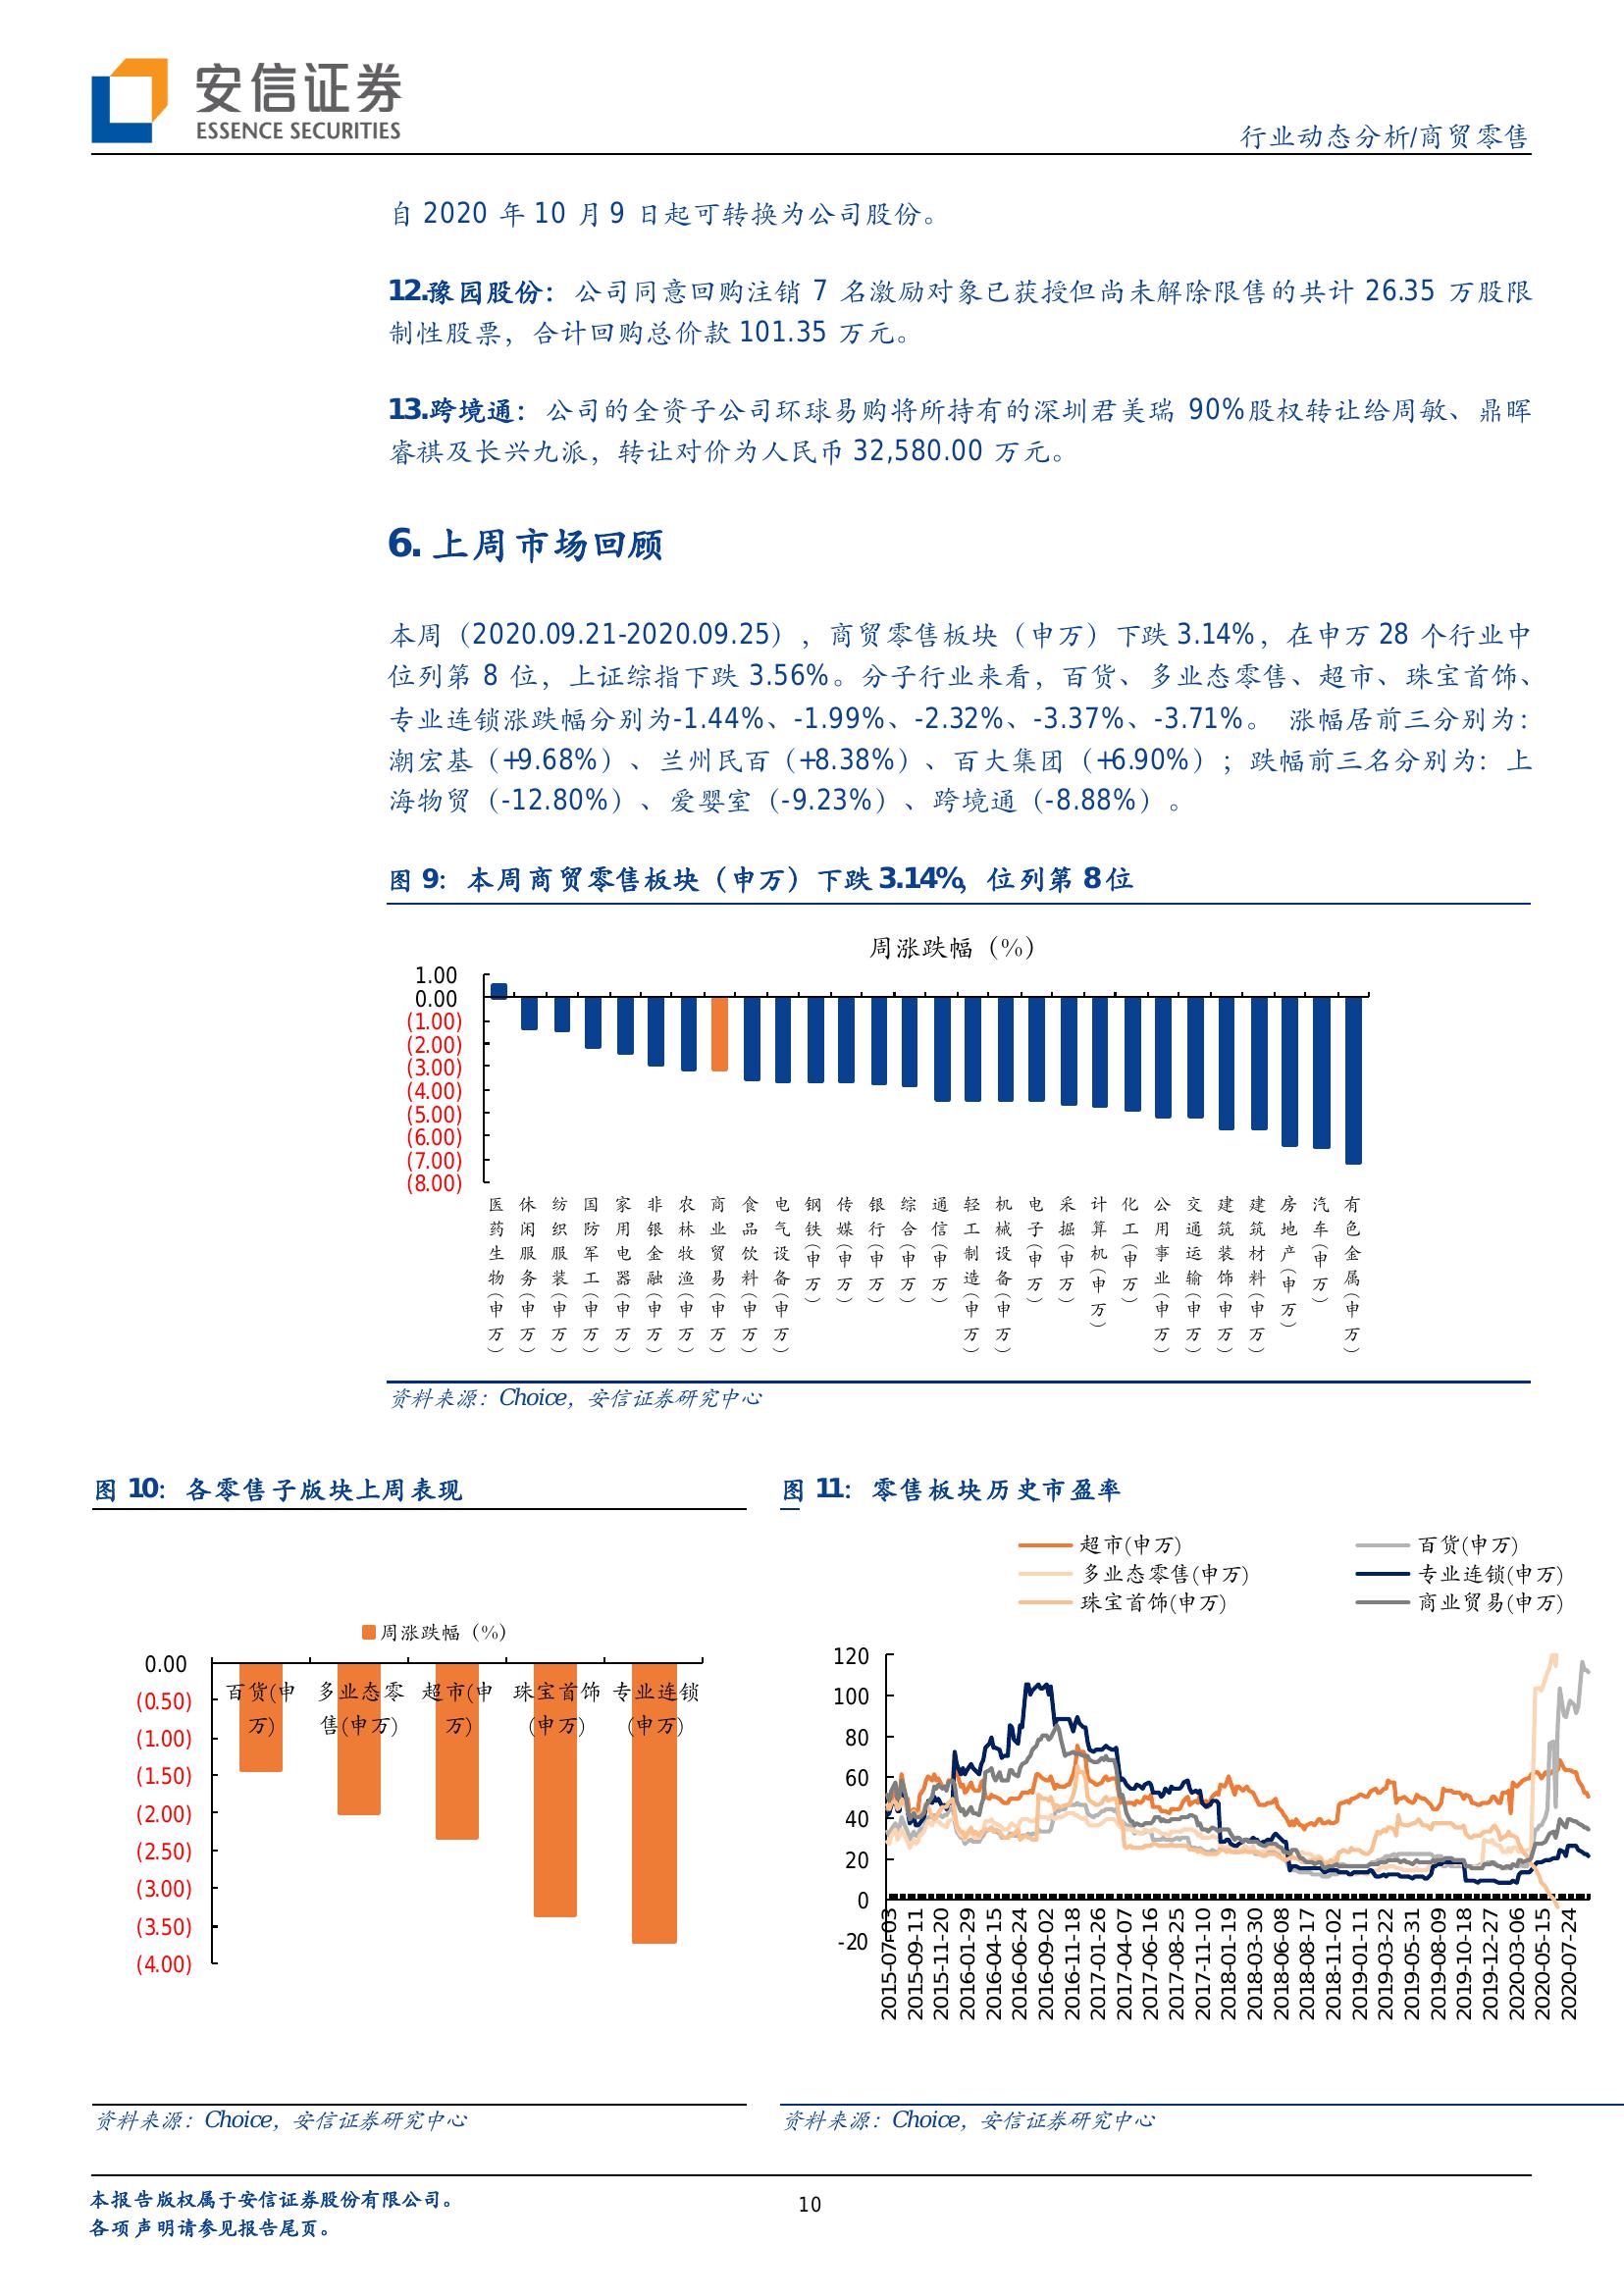 安信证券
ESSENCE SECURITIES
行业动态分析/商贸零售
自 2020 年 10 月 9 日起可转换为公司股份。
12.豫园股份：公司同意回购注销 7 名激励对象已获授但尚未解除限售的共计 26.35 万股限
制性股票，合计回购总价款 101.35 万元。
13.跨境通：公司的全资子公司环球易购将所持有的深圳君美瑞 90%股权转让给周敏、鼎晖
睿祺及长兴九派，转让对价为人民币 32,580.00 万元。
6. 上周市场回顾
本周（2020.09.21-2020.09.25），商贸零售板块（申万）下跌 3.14%，在申万 28 个行业中
位列第 8 位，上证综指下跌 3.56%。分子行业来看，百货、多业态零售、超市、珠宝首饰、
专业连锁涨跌幅分别为-1.44%、-1.99%、-2.32%、-3.37%、-3.71%。 涨幅居前三分别为：
潮宏基（+9.68%）、兰州民百（+8.38%）、百大集团（+6.90%）；跌幅前三名分别为：上
海物贸（-12.80%）、爱婴室（-9.23%）、跨境通（-8.88%）。
图 9：本周商贸零售板块（申万）下跌 3.14%，位列第 8 位
周涨跌幅（%）
1.00
0.00
(1.00)
(2.00)
(3.00)
(4.00)
(5.00)
(6.00)
(7.00)
(8.00)
医药生物(申万)
休闲服务(申万)
纺织服装(申万)
国防军工(申万)
家用电器(申万)
非银金融(申万)
农林牧渔(申万)
商业贸易(申万)
食品饮料(申万)
电气设备(申万)
钢铁(申万)
传媒(申万)
银行(申万)
综合(申万)
通信(申万)
轻工制造(申万)
机械设备(申万)
电子(申万)
采掘(申万)
计算机(申万)
化工(申万)
公用事业(申万)
交通运输(申万)
建筑装饰(申万)
建筑材料(申万)
房地产(申万)
汽车(申万)
有色金属(申万)
资料来源：Choice，安信证券研究中心
图 10：各零售子版块上周表现
周涨跌幅（%）
0.00
(0.50)
(1.00)
(1.50)
(2.00)
(2.50)
(3.00)
(3.50)
(4.00)
百货(申
万)
多业态零
售(申万)
超市(申
万)
珠宝首饰
(申万)
专业连锁
(申万)
资料来源：Choice，安信证券研究中心
图 11：零售板块历史市盈率
超市(申万)
百货(申万)
多业态零售(申万)
专业连锁(申万)
珠宝首饰(申万)
商业贸易(申万)
120
100
80
60
40
20
0
-20
2015-07-03
2015-09-11
2015-11-20
2016-01-29
2016-04-15
2016-06-24
2016-09-02
2016-11-18
2017-01-26
2017-04-07
2017-06-16
2017-08-25
2017-11-10
2018-01-19
2018-03-30
2018-06-08
2018-08-17
2018-11-02
2019-01-11
2019-03-22
2019-05-31
2019-08-09
2019-10-18
2019-12-27
2020-03-06
2020-05-15
2020-07-24
资料来源：Choice，安信证券研究中心
本报告版权属于安信证券股份有限公司。
各项声明请参见报告尾页。
10